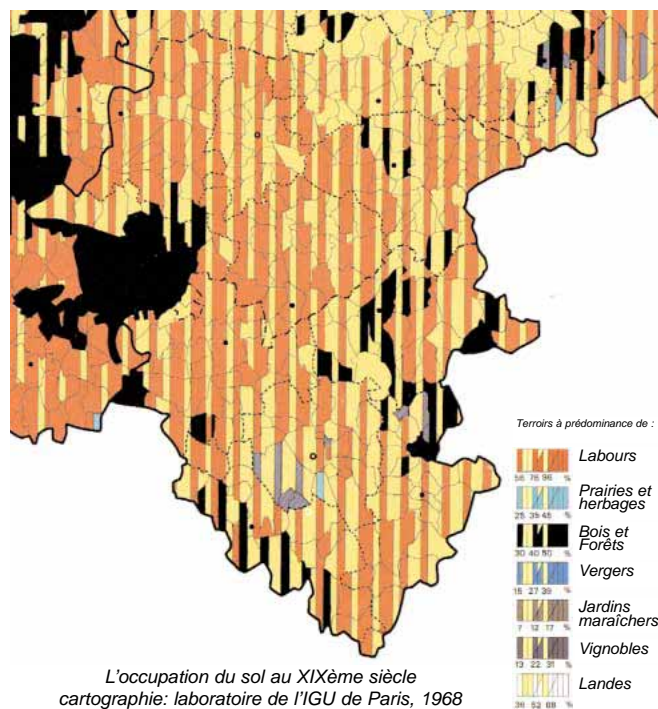 Terroirs à prédominance de :
Labours
56 76 96 %
Prairies et
herbages
25 35 45 %
Bois et
Forêts
30 40 50 %
Vergers
15 27 39 %
Jardins
maraîchers
7 12 17 %
Vignobles
13 22 31 %
Landes
36 52 68 %
L'occupation du sol au XIXème siècle
cartographie: laboratoire de l'IGU de Paris, 1968